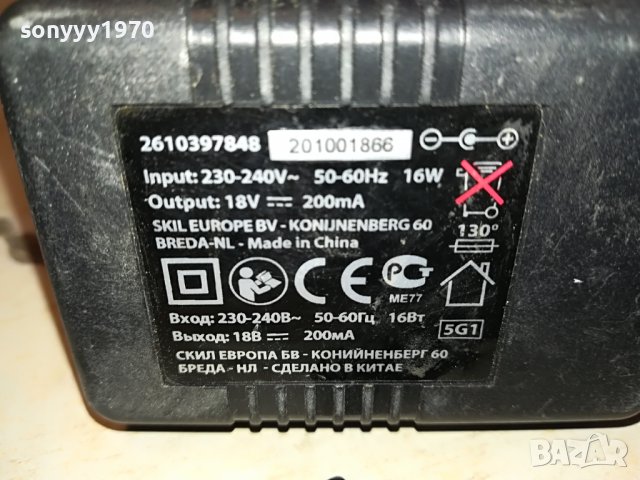 sonyyy1970
2610397848 201001866
Input: 230-240V~ 50-60Hz 16W
Output: 18V 200mA
SKIL EUROPE BV - KONIJNENBERG 60
BREDA-NL - Made in China
130°
CE
РСТ
ME77
5G1
Вход: 230-240В~ 50-60Гц 16Вт
Выход: 18В 200мА
СКИЛ ЕВРОПА БВ - КОНИЙНЕНБЕРГ 60
БРЕДА - НЛ - СДЕЛАНО В КИТАЕ
BAZAR